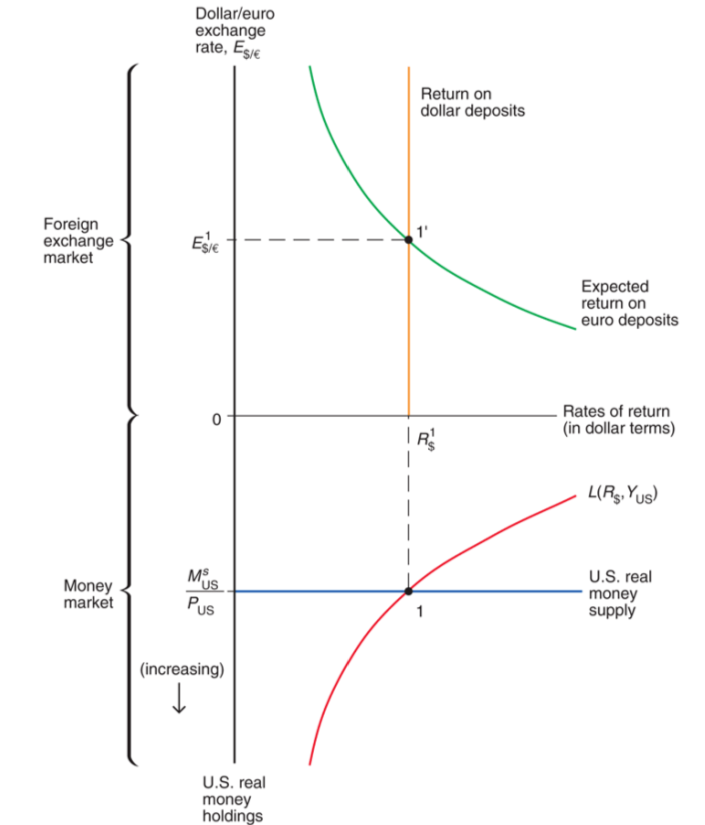 Dollar/euro
exchange
rate, E$/€
Return on
dollar deposits
Foreign
exchange
market
E¹$/€
1'
Expected
return on
euro deposits
0
Rates of return
(in dollar terms)
R¹$
L(R$, YUS)
Money
market
MˢUS
PUS
U.S. real
money
supply
1
(increasing)
U.S. real
money
holdings